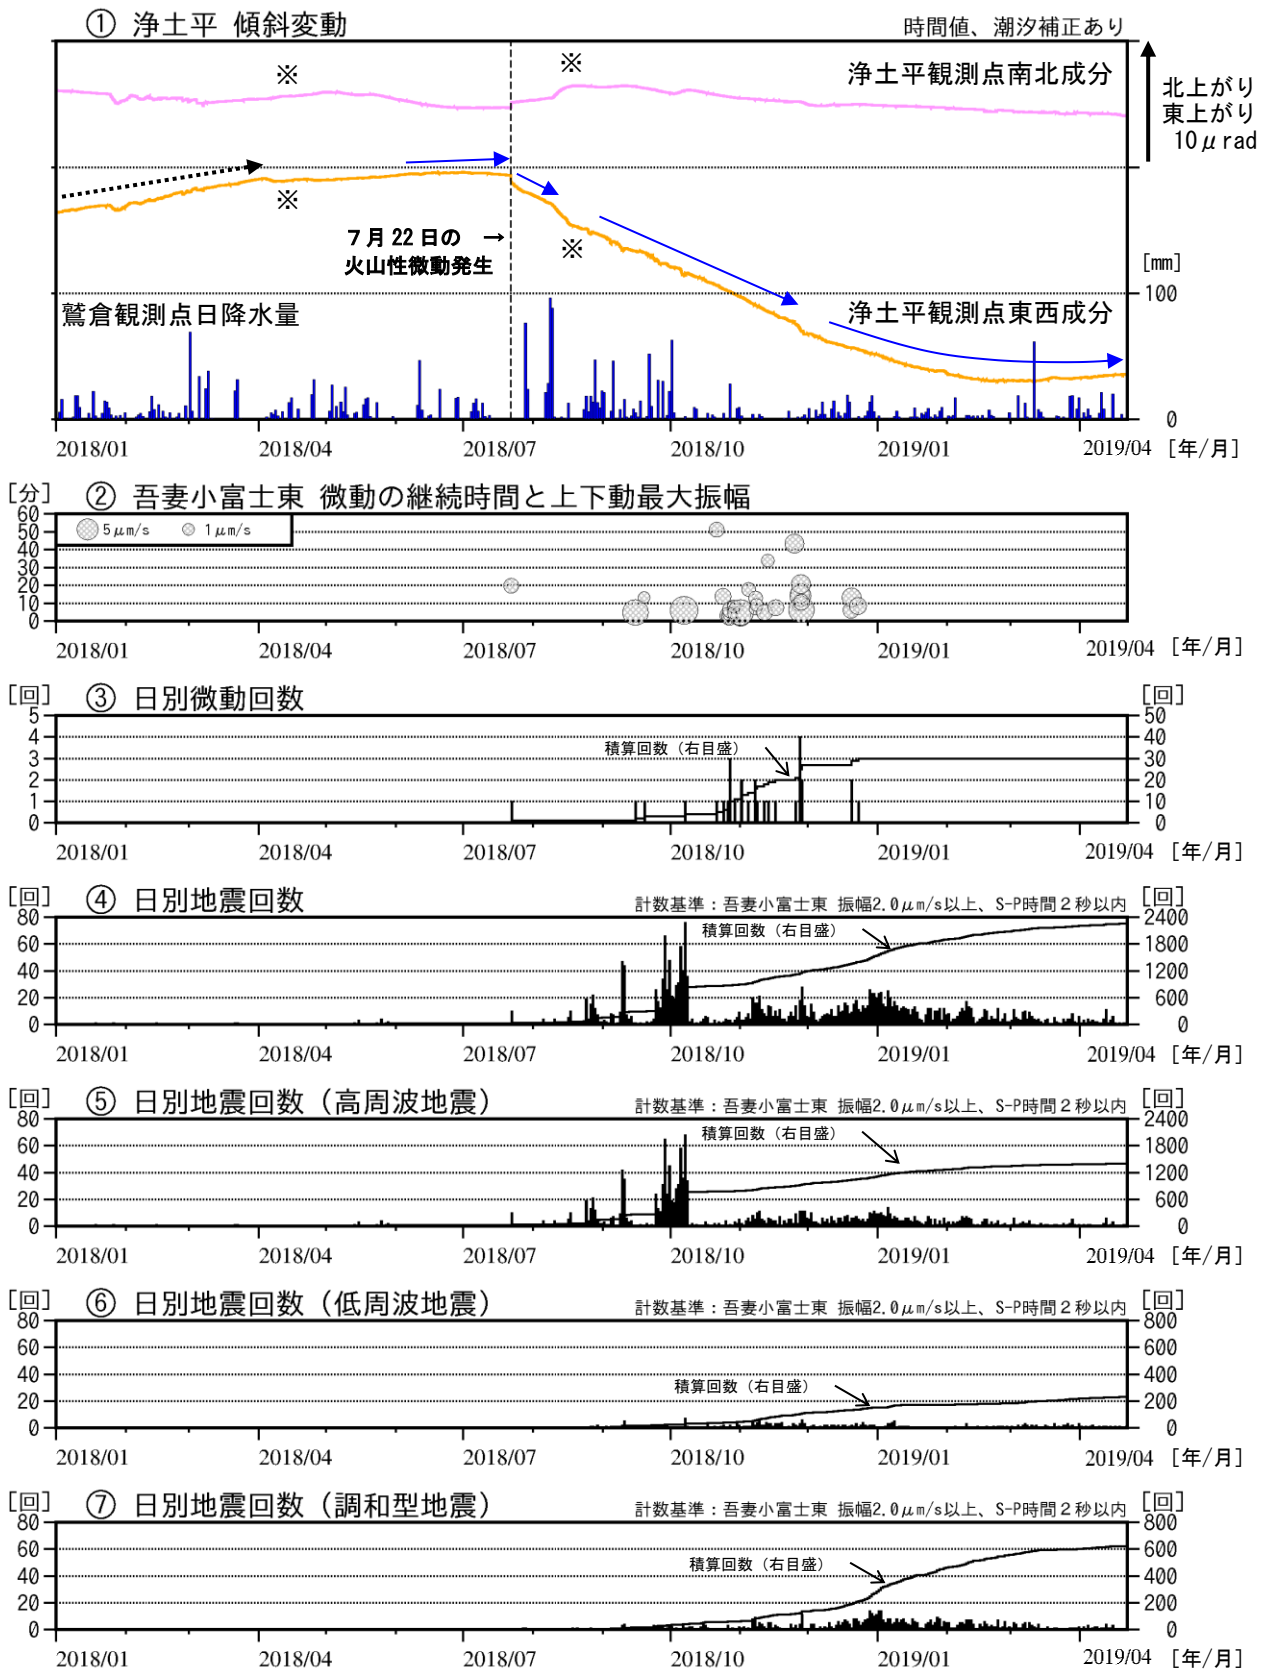 ① 浄土平 傾斜変動
時間値、潮汐補正あり
※
※
浄土平観測点南北成分
北上がり
東上がり
10μrad
※
7月22日の →
火山性微動発生
※
[mm]
100
鷲倉観測点日降水量
浄土平観測点東西成分
0
2018/01 2018/04 2018/07 2018/10 2019/01 2019/04 [年/月]
[分] ② 吾妻小富士東 微動の継続時間と上下動最大振幅
60
5μm/s 1μm/s
50
40
30
20
10
0
2018/01 2018/04 2018/07 2018/10 2019/01 2019/04 [年/月]
[回] ③ 日別微動回数 [回]
5 50
4 40
積算回数(右目盛)
3 30
2 20
1 10
0 0
2018/01 2018/04 2018/07 2018/10 2019/01 2019/04 [年/月]
[回] ④ 日別地震回数 計数基準:吾妻小富士東 振幅2.0μm/s以上、S-P時間2秒以内 [回]
80 2400
積算回数(右目盛)
60 1800
40 1200
20 600
0 0
2018/01 2018/04 2018/07 2018/10 2019/01 2019/04 [年/月]
[回] ⑤ 日別地震回数(高周波地震) 計数基準:吾妻小富士東 振幅2.0μm/s以上、S-P時間2秒以内 [回]
80 2400
積算回数(右目盛)
60 1800
40 1200
20 600
0 0
2018/01 2018/04 2018/07 2018/10 2019/01 2019/04 [年/月]
[回] ⑥ 日別地震回数(低周波地震) 計数基準:吾妻小富士東 振幅2.0μm/s以上、S-P時間2秒以内 [回]
80 800
60 600
40 400
積算回数(右目盛)
20 200
0 0
2018/01 2018/04 2018/07 2018/10 2019/01 2019/04 [年/月]
[回] ⑦ 日別地震回数(調和型地震) 計数基準:吾妻小富士東 振幅2.0μm/s以上、S-P時間2秒以内 [回]
80 800
60 600
積算回数(右目盛)
40 400
20 200
0 0
2018/01 2018/04 2018/07 2018/10 2019/01 2019/04 [年/月]